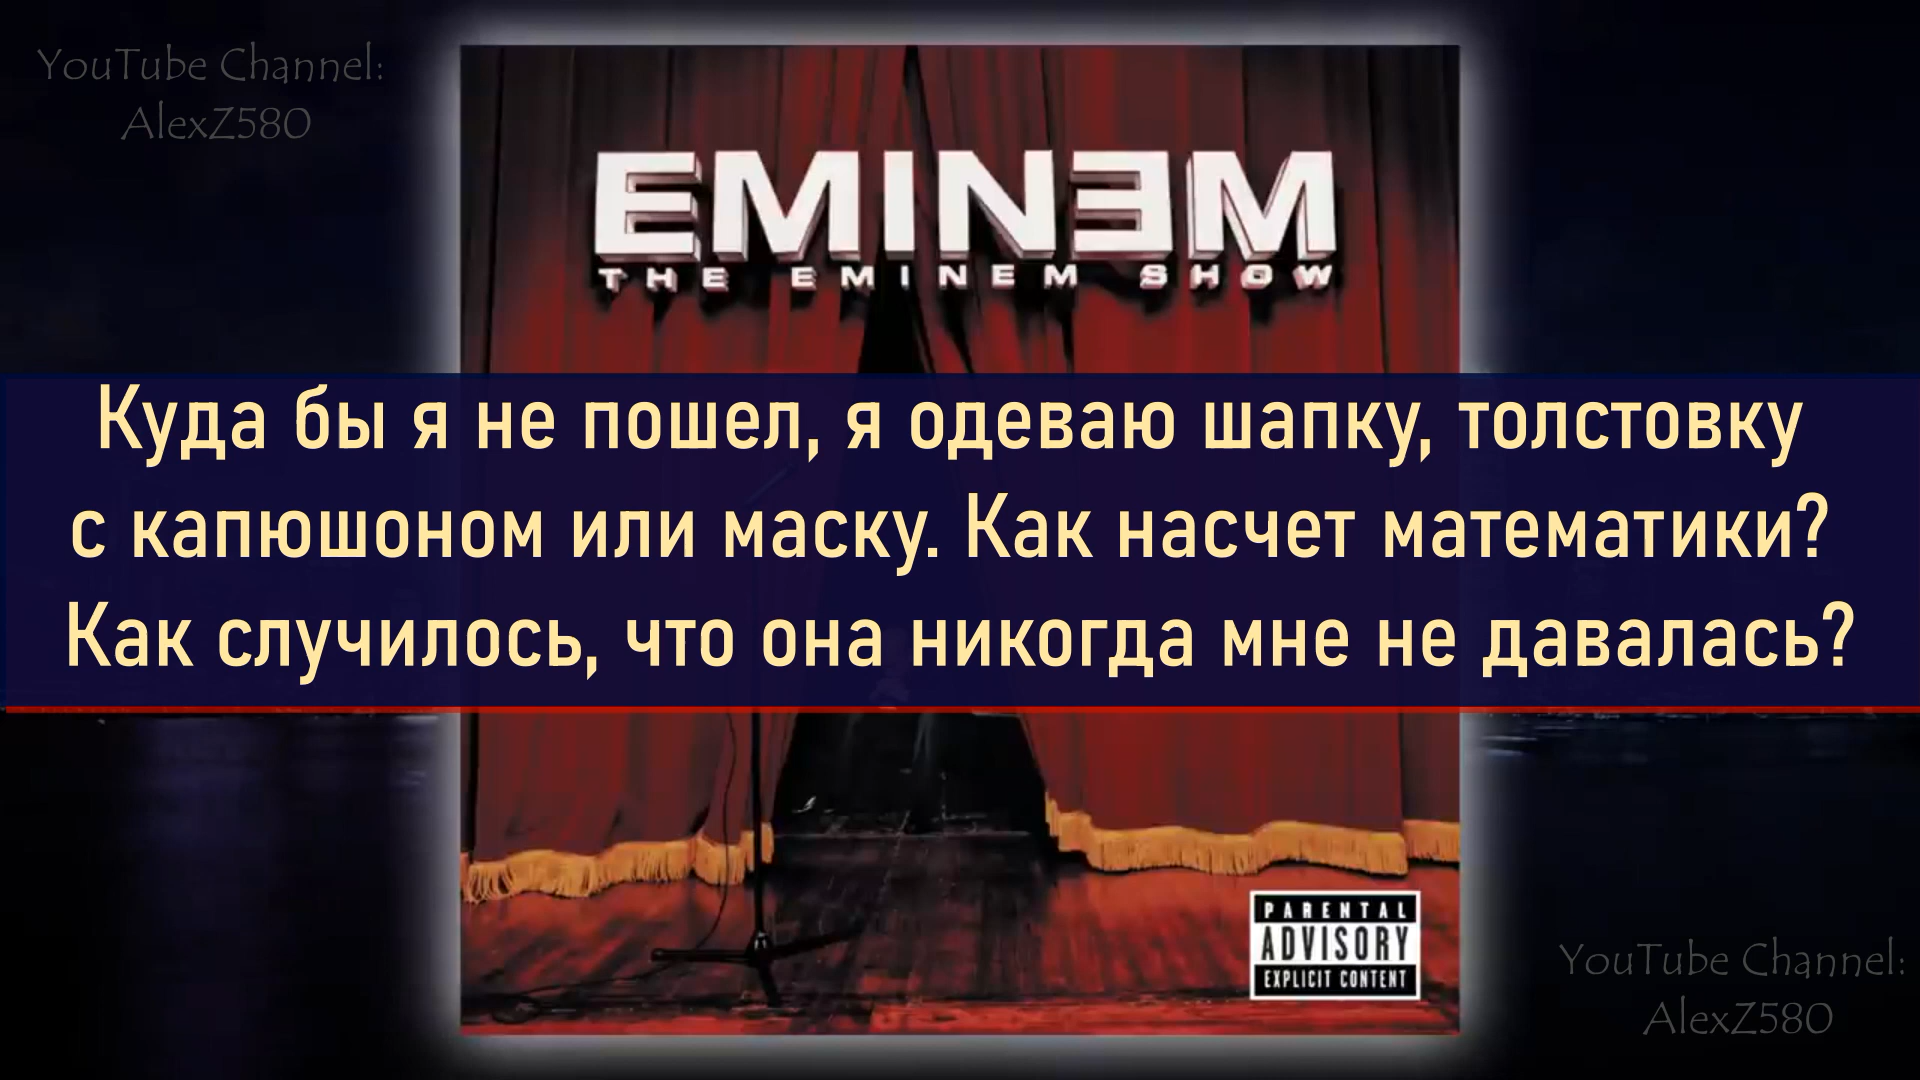 YouTube Channel:
AlexZ580
EMINƎM
THE EMINEM SHOW
Куда бы я не пошел, я одеваю шапку, толстовку
с капюшоном или маску. Как насчет математики?
Как случилось, что она никогда мне не давалась?
PARENTAL
ADVISORY
EXPLICIT CONTENT
YouTube Channel:
AlexZ580